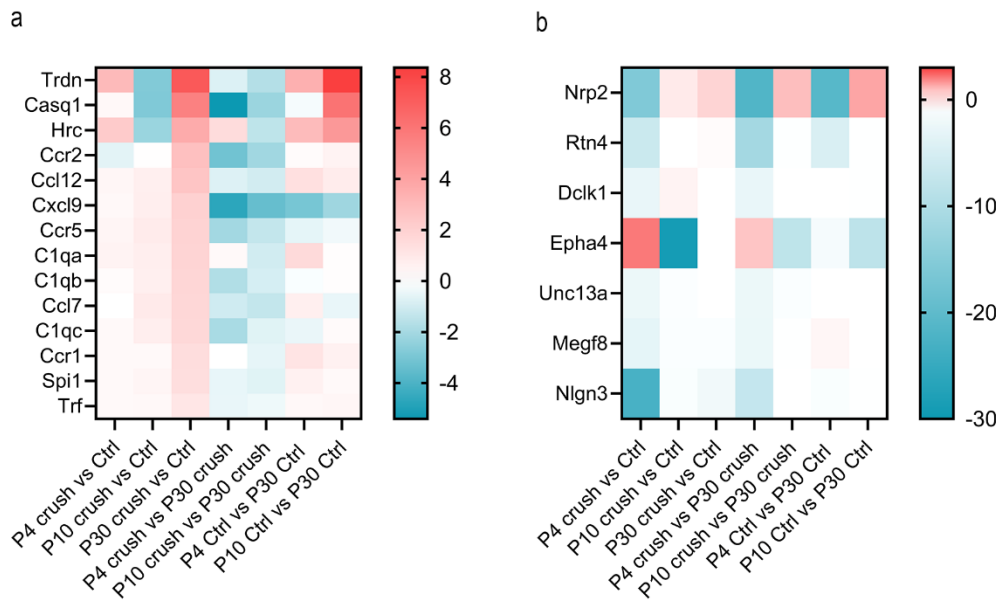 a
Trdn
Casq1
Hrc
Ccr2
Ccl12
Cxcl9
Ccr5
C1qa
C1qb
Ccl7
C1qc
Ccr1
Spi1
Trf
8
6
4
2
0
-2
-4
P4 crush vs Ctrl
P10 crush vs Ctrl
P30 crush vs Ctrl
P4 crush vs P30 crush
P10 crush vs P30 crush
P4 Ctrl vs P30 Ctrl
P10 Ctrl vs P30 Ctrl
b
Nrp2
Rtn4
Dclk1
Epha4
Unc13a
Megf8
Nlgn3
0
-10
-20
-30
P4 crush vs Ctrl
P10 crush vs Ctrl
P30 crush vs Ctrl
P4 crush vs P30 crush
P10 crush vs P30 crush
P4 Ctrl vs P30 Ctrl
P10 Ctrl vs P30 Ctrl